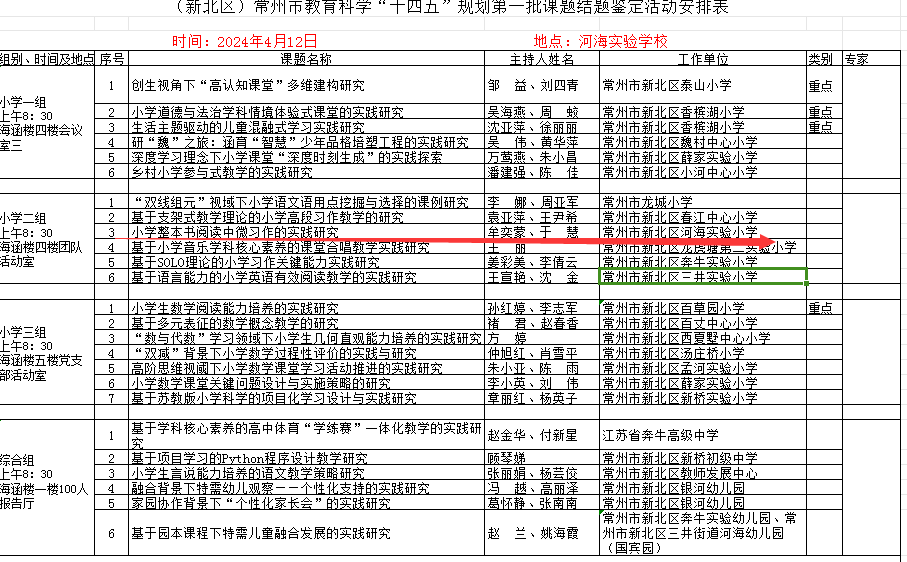 （新北区）常州市教育科学“十四五”规划第一批课题结题鉴定活动安排表
时间：2024年4月12日 地点：河海实验学校
组别、时间及地点 序号 课题名称 主持人姓名 工作单位 类别 专家
小学一组
上午8：30
海涵楼四楼会议
室三
1 创生视角下“高认知课堂”多维建构研究 邹　益、刘四青 常州市新北区泰山小学 重点
2 小学道德与法治学科情境体验式课堂的实践研究 吴海燕、周　蛟 常州市新北区香槟湖小学 重点
3 生活主题驱动的儿童混融式学习实践研究 沈亚萍、徐丽丽 常州市新北区香槟湖小学 重点
4 研“魏”之旅：涵育“智慧”少年品格培塑工程的实践研究 吴　伟、黄华萍 常州市新北区魏村中心小学
5 深度学习理念下小学课堂“深度时刻生成”的实践探索 万莺燕、朱小昌 常州市新北区薛家实验小学
6 乡村小学参与式教学的实践研究 潘建强、陈　佳 常州市新北区小河中心小学
小学二组
上午8：30
海涵楼四楼团队
活动室
1 “双线组元”视域下小学语文语用点挖掘与选择的课例研究 李　娜、周亚军 常州市龙城小学
2 基于支架式教学理论的小学高段习作教学的研究 袁亚萍、王尹希 常州市新北区春江中心小学
3 小学整本书阅读中微习作的实践研究 牟奕蒙、于　慧 常州市新北区河海实验小学
4 基于小学音乐学科核心素养的课堂合唱教学实践研究 王　丽 常州市新北区龙虎塘第二实验小学
5 基于SOLO理论的小学习作关键能力实践研究 姜彩美、李倩云 常州市新北区奔牛实验小学
6 基于语言能力的小学英语有效阅读教学的实践研究 王宣艳、沈　金 常州市新北区三井实验小学
小学三组
上午8：30
海涵楼五楼党支
部活动室
1 小学生数学阅读能力培养的实践研究 孙红婷、李志军 常州市新北区百草园小学 重点
2 基于多元表征的数学概念教学的研究 褚　君、赵春香 常州市新北区百丈中心小学
3 “数与代数”学习领域下小学生几何直观能力培养的实践研究 方　婷 常州市新北区西夏墅中心小学
4 “双减”背景下小学数学过程性评价的实践与研究 仲旭红、肖雪平 常州市新北区汤庄桥小学
5 高阶思维视阈下小学数学课堂学习活动推进的实践研究 朱小亚、陈　雨 常州市新北区孟河实验小学
6 小学数学课堂关键问题设计与实施策略的研究 李小英、刘　伟 常州市新北区薛家实验小学
7 基于苏教版小学科学的项目化学习设计与实践研究 章丽红、杨英子 常州市新北区新桥实验小学
综合组
上午8：30
海涵楼一楼100人
报告厅
1 基于学科核心素养的高中体育“学练赛”一体化教学的实践研
究 赵金华、付新星 江苏省奔牛高级中学
2 基于项目学习的Python程序设计教学研究 顾琴娣 常州市新北区新桥初级中学
3 小学生言说能力培养的语文教学策略研究 张丽娟、杨芸佼 常州市新北区教师发展中心
4 融合背景下特需幼儿观察——个性化支持的实践研究 冯　越、高丽泽 常州市新北区银河幼儿园
5 家园协作背景下“个性化家长会”的实践研究 葛怀静、张南南 常州市新北区银河幼儿园
6 基于园本课程下特需儿童融合发展的实践研究 赵　兰、姚海霞 常州市新北区奔牛实验幼儿园、常
州市新北区三井街道河海幼儿园
（国宾园）